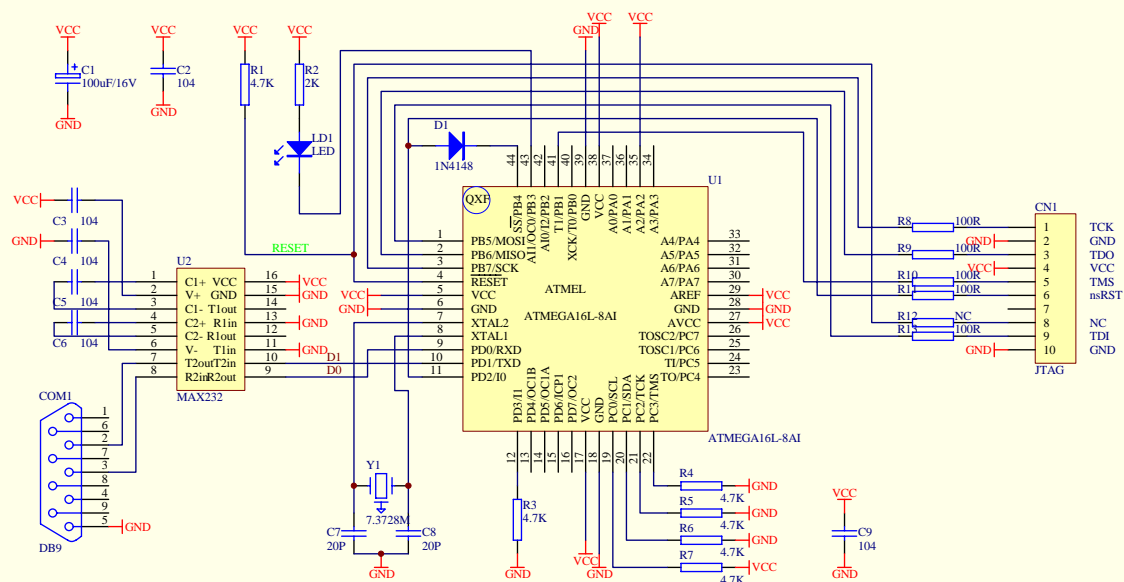 VCC
VCC
VCC
VCC
VCC
GND
VCC
C1
100uF/16V
C2
104
R1
4.7K
R2
2K
GND
GND
LD1
LED
D1
1N4148
44
43
42
41
40
39
38
37
36
35
34
U1
QXF
SS/PB4
A1/OC0/PB3
AI0/I2/PB2
T1/PB1
XCK/T0/PB0
GND
VCC
A0/PA0
A1/PA1
A2/PA2
A3/PA3
VCC
C3
104
GND
C4
104
C5
104
C6
104
RESET
U2
1
2
3
4
5
6
7
8
C1+
V+
C1-
C2+
C2-
V-
T2out
R2in
VCC
GND
T1out
R1in
R1out
T1in
T2in
R2out
16
15
14
13
12
11
10
9
VCC
GND
GND
GND
D1
D0
MAX232
VCC
GND
1
2
3
4
5
6
7
8
9
10
11
PB5/MOSI
PB6/MISO
PB7/SCK
RESET
VCC
GND
XTAL2
XTAL1
PD0/RXD
PD1/TXD
PD2/I0
ATMEL
ATMEGA16L-8AI
A4/PA4
A5/PA5
A6/PA6
A7/PA7
AREF
GND
AVCC
TOSC2/PC7
TOSC1/PC6
TI/PC5
TO/PC4
33
32
31
30
29
28
27
26
25
24
23
VCC
GND
VCC
PD3/I1
PD4/OC1B
PD5/OC1A
PD6/ICP1
PD7/OC2
VCC
GND
PC0/SCL
PC1/SDA
PC2/TCK
PC3/TMS
12
13
14
15
16
17
18
19
20
21
22
ATMEGA16L-8AI
R8
100R
R9
100R
R10
100R
R11
100R
R12
NC
R13
100R
GND
VCC
GND
CN1
1
2
3
4
5
6
7
8
9
10
TCK
GND
TDO
VCC
TMS
nsRST
NC
TDI
GND
JTAG
COM1
1
6
2
7
3
8
4
9
5
GND
DB9
Y1
7.3728M
C7
20P
C8
20P
GND
R3
4.7K
GND
VCC
GND
R4
4.7K
GND
R5
4.7K
GND
R6
4.7K
GND
R7
4.7K
VCC
VCC
C9
104
GND